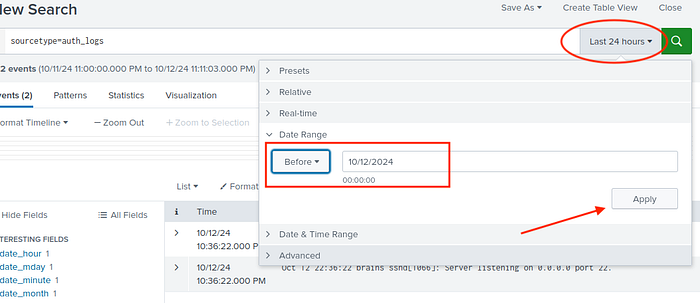 New Search
Save As
Create Table View
Close
sourcetype=auth_logs
Last 24 hours
2 events (10/11/24 11:00:00.000 PM to 10/12/24 11:11:03.000 PM)
Presets
Relative
Events (2)
Patterns
Statistics
Visualization
Real-time
Format Timeline
— Zoom Out
+ Zoom to Selection
Date Range
Before
10/12/2024
00:00:00
List
Format
Apply
Hide Fields
All Fields
i
Time
Date & Time Range
INTERESTING FIELDS
10/12/24
10:36:22.000 PM
Advanced
date_hour 1
date_mday 1
10/12/24
Oct 12 22:36:22 brains sshd[1066]: Server listening on 0.0.0.0 port 22.
date_minute 1
10:36:22.000 PM
date_month 1